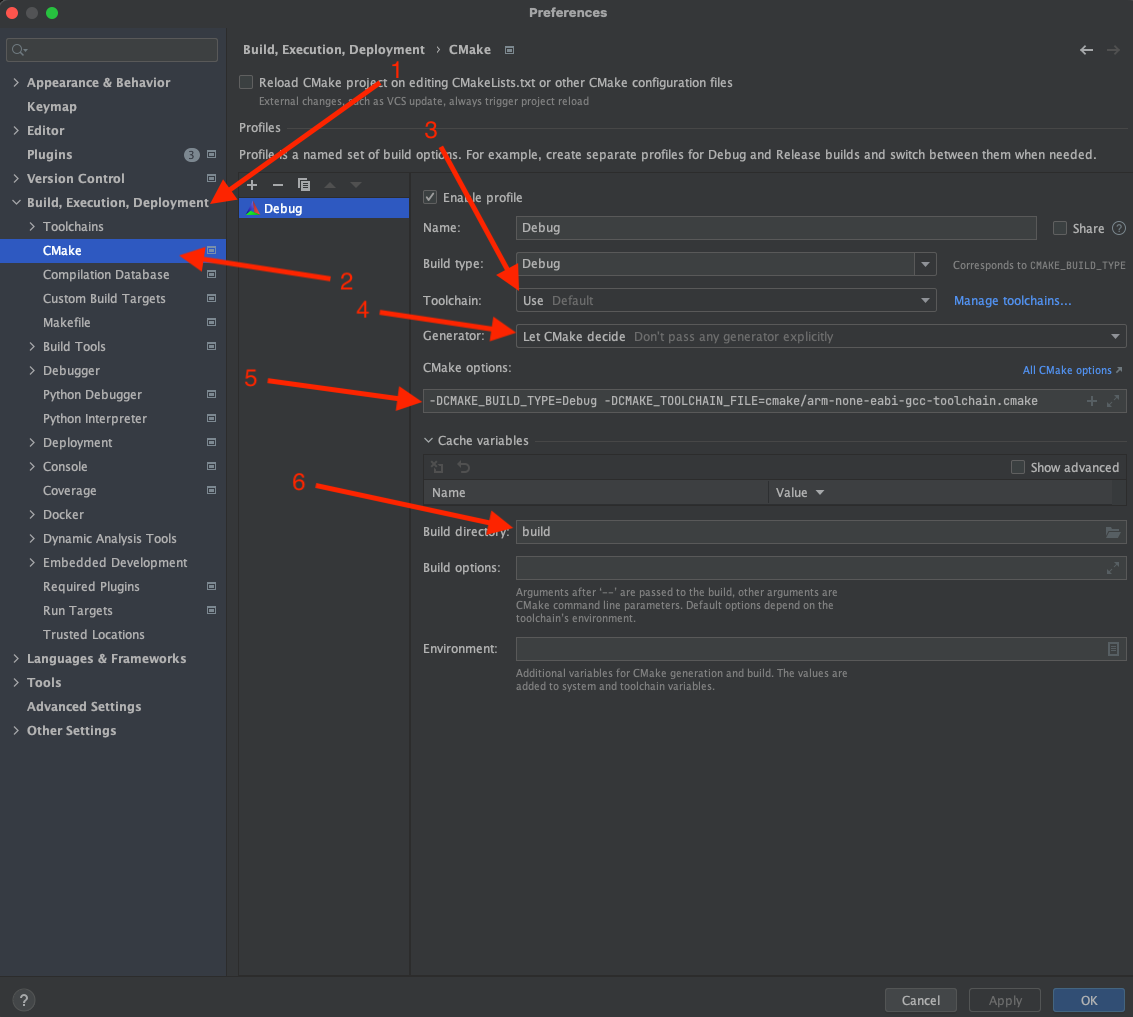 Preferences
Build, Execution, Deployment › CMake
1
Reload CMake project on editing CMakeLists.txt or other CMake configuration files
External changes, such as VCS update, always trigger project reload
Profiles
3
Profile is a named set of build options. For example, create separate profiles for Debug and Release builds and switch between them when needed.
Appearance & Behavior
Keymap
Editor
Plugins 3
Version Control
Build, Execution, Deployment
Toolchains
CMake
Compilation Database
Custom Build Targets
Makefile
Build Tools
Debugger
Python Debugger
Python Interpreter
Deployment
Console
Coverage
Docker
Dynamic Analysis Tools
Embedded Development
Required Plugins
Run Targets
Trusted Locations
Languages & Frameworks
Tools
Advanced Settings
Other Settings
Debug
Enable profile
Name: Debug Share ?
Build type: Debug Corresponds to CMAKE_BUILD_TYPE
2
Toolchain: Use Default Manage toolchains...
4
Generator: Let CMake decide Don't pass any generator explicitly
CMake options: All CMake options ↗
5
-DCMAKE_BUILD_TYPE=Debug -DCMAKE_TOOLCHAIN_FILE=cmake/arm-none-eabi-gcc-toolchain.cmake
Cache variables
Show advanced
6
Name Value
Build directory: build
Build options:
Arguments after '--' are passed to the build, other arguments are
CMake command line parameters. Default options depend on the
toolchain's environment.
Environment:
Additional variables for CMake generation and build. The values are
added to system and toolchain variables.
? Cancel Apply OK